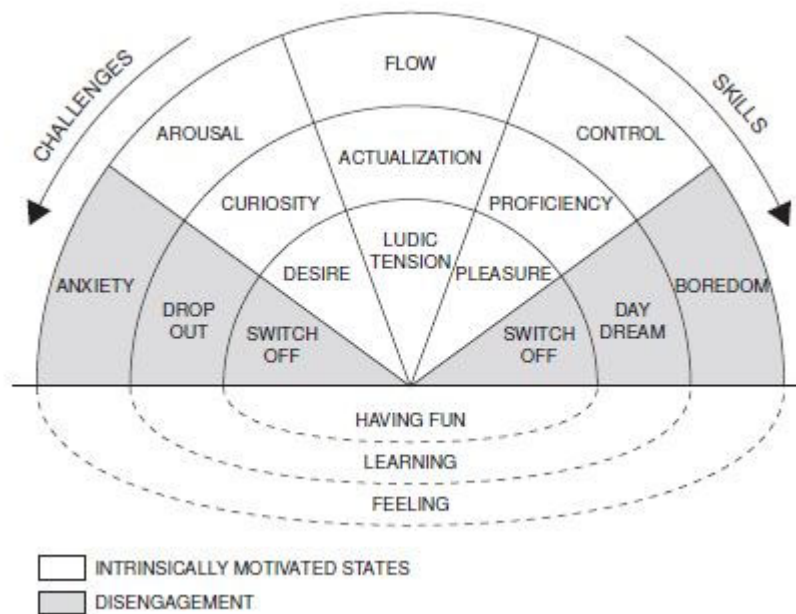 CHALLENGES
SKILLS
FLOW
AROUSAL
CONTROL
ACTUALIZATION
CURIOSITY
PROFICIENCY
LUDIC
TENSION
DESIRE
PLEASURE
ANXIETY
DROP
OUT
SWITCH
OFF
SWITCH
OFF
DAY
DREAM
BOREDOM
HAVING FUN
LEARNING
FEELING
INTRINSICALLY MOTIVATED STATES
DISENGAGEMENT